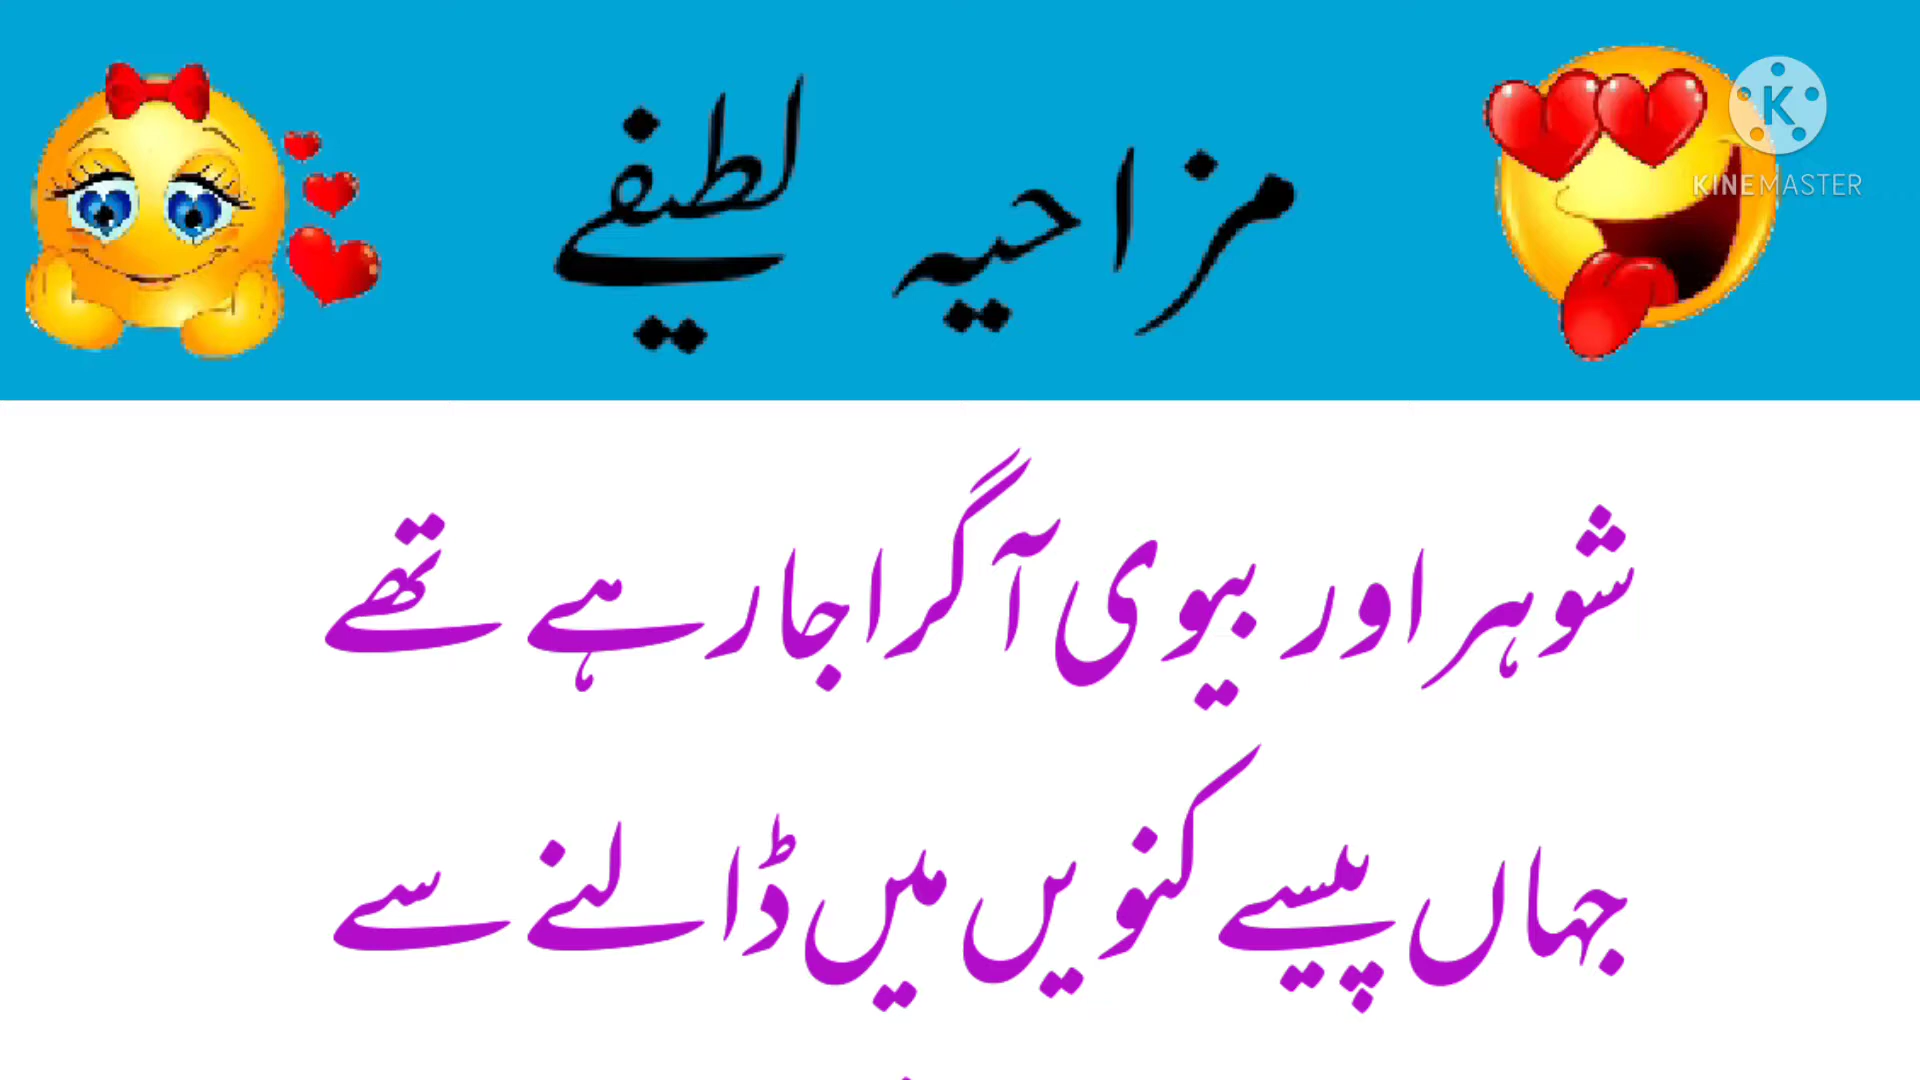 مزاحیہ لطیفے
K
KINEMASTER
شوہر اور بیوی آگرا جا رہے تھے
جہاں پیسے کنویں میں ڈالنے سے